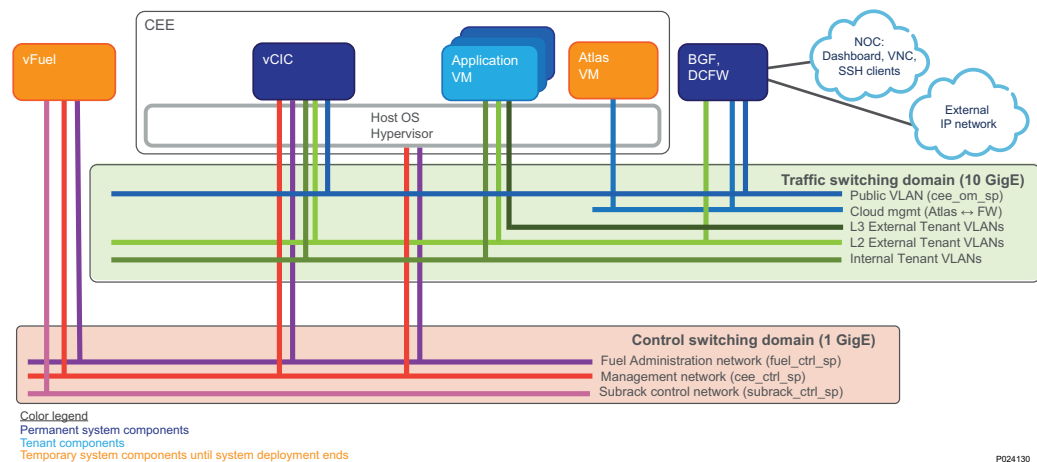 CEE
vFuel
vCIC
Application
VM
Atlas
VM
BGF,
DCFW
NOC:
Dashboard, VNC,
SSH clients
External
IP network
Host OS
Hypervisor
Traffic switching domain (10 GigE)
Public VLAN (cee_om_sp)
Cloud mgmt (Atlas ↔ FW)
L3 External Tenant VLANs
L2 External Tenant VLANs
Internal Tenant VLANs
Control switching domain (1 GigE)
Fuel Administration network (fuel_ctrl_sp)
Management network (cee_ctrl_sp)
Subrack control network (subrack_ctrl_sp)
Color legend
Permanent system components
Tenant components
Temporary system components until system deployment ends
P024130